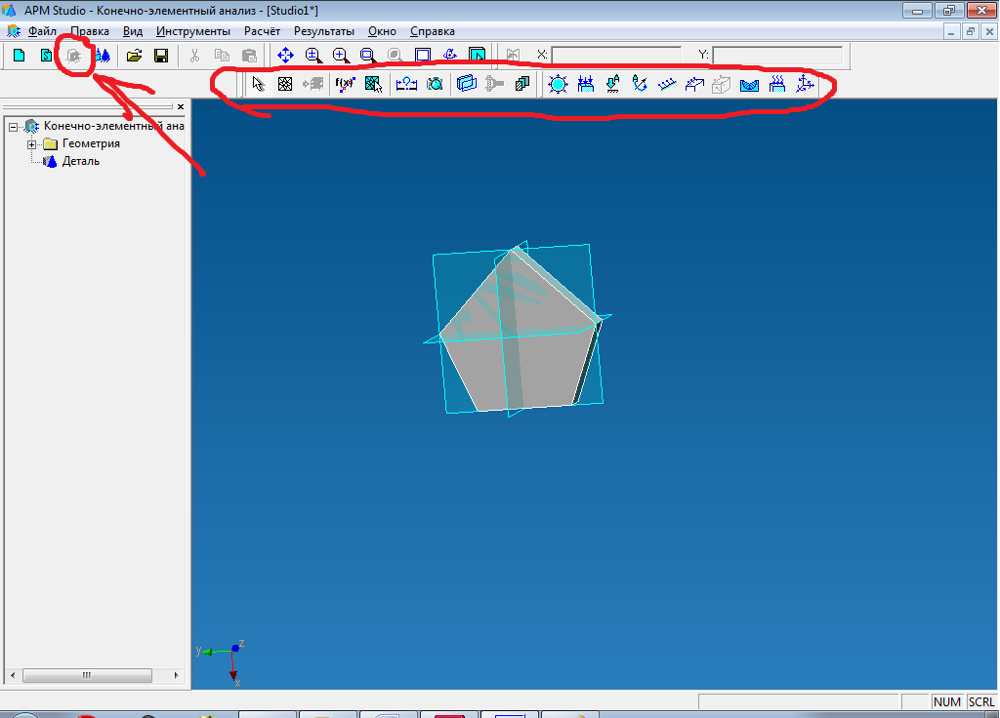 APM Studio - Конечно-элементный анализ - [Studio1*]
Файл Правка Вид Инструменты Расчёт Результаты Окно Справка
X: Y:
f(x)
Конечно-элементный ана
Геометрия
Деталь
z
y
x
NUM SCRL